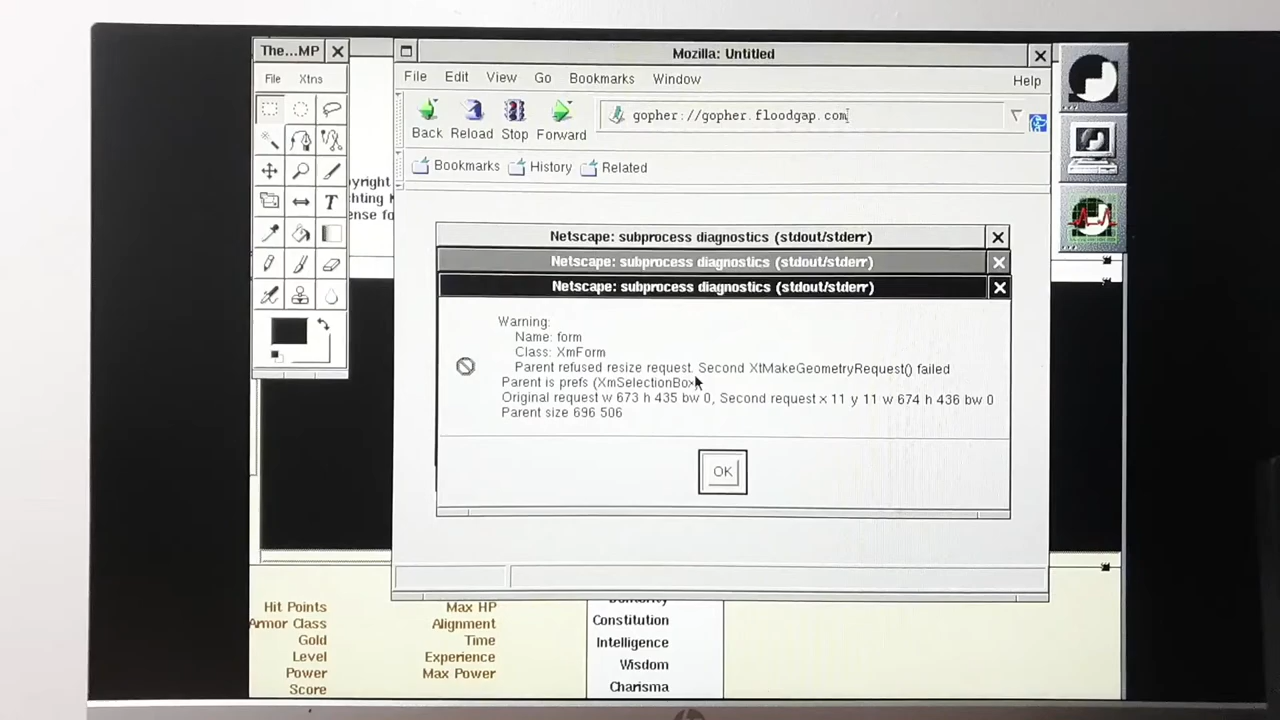 The...MP
File Xtns
T
yright
hting
ense fo
Mozilla: Untitled
File Edit View Go Bookmarks Window Help
Back Reload Stop Forward
gopher://gopher.floodgap.com
Bookmarks History Related
Netscape: subprocess diagnostics (stdout/stderr)
Netscape: subprocess diagnostics (stdout/stderr)
Netscape: subprocess diagnostics (stdout/stderr)
Warning:
Name: form
Class: XmForm
Parent refused resize request. Second XtMakeGeometryRequest() failed
Parent is prefs (XmSelectionBox
Original request w 673 h 435 bw 0, Second request x 11 y 11 w 674 h 436 bw 0
Parent size 696 506
OK
Hit Points
Armor Class
Gold
Level
Power
Score
Max HP
Alignment
Time
Experience
Max Power
Constitution
Intelligence
Wisdom
Charisma
hp